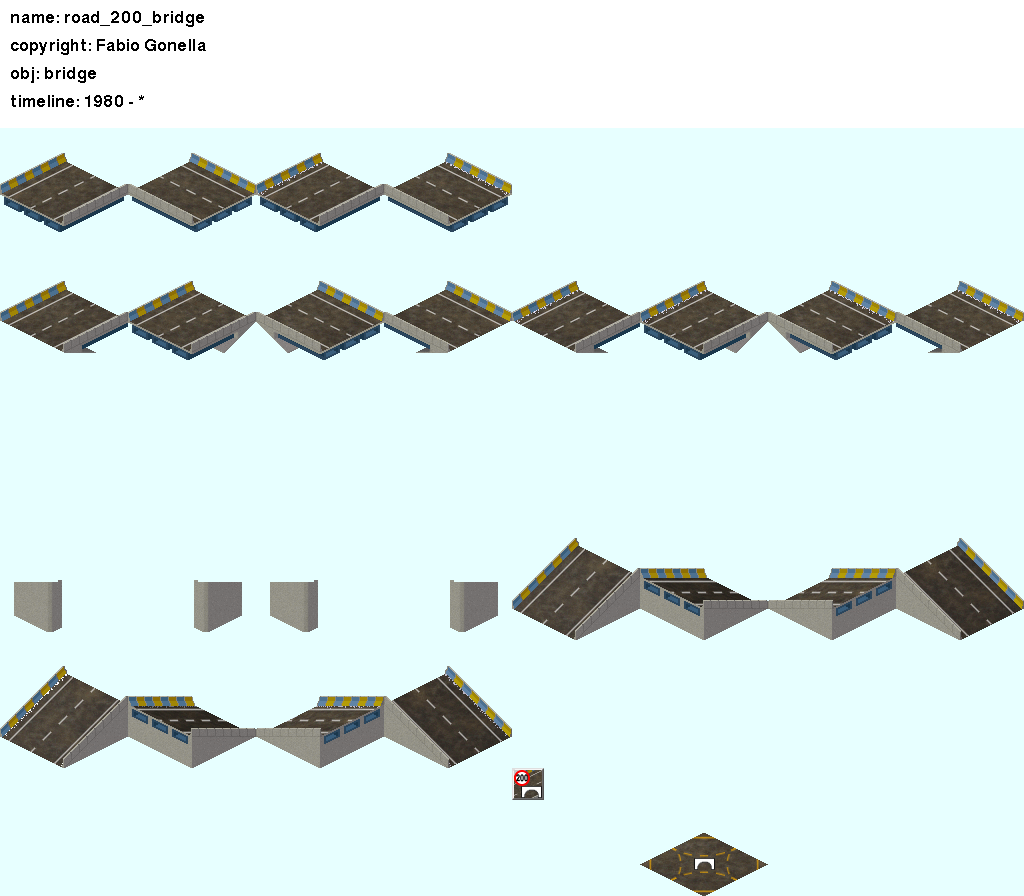 name: road_200_bridge
copyright: Fabio Gonella
obj: bridge
timeline: 1980 - *
200